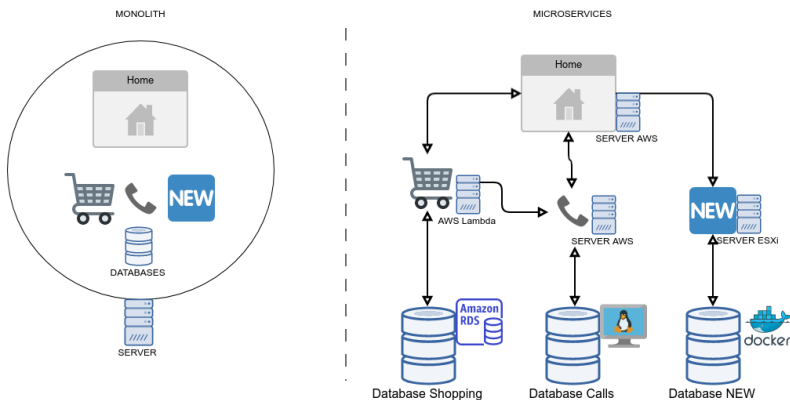 MONOLITH
Home
NEW
DATABASES
SERVER
MICROSERVICES
Home
SERVER AWS
AWS Lambda
SERVER AWS
NEW
SERVER ESXi
Amazon
RDS
docker
Database Shopping
Database Calls
Database NEW